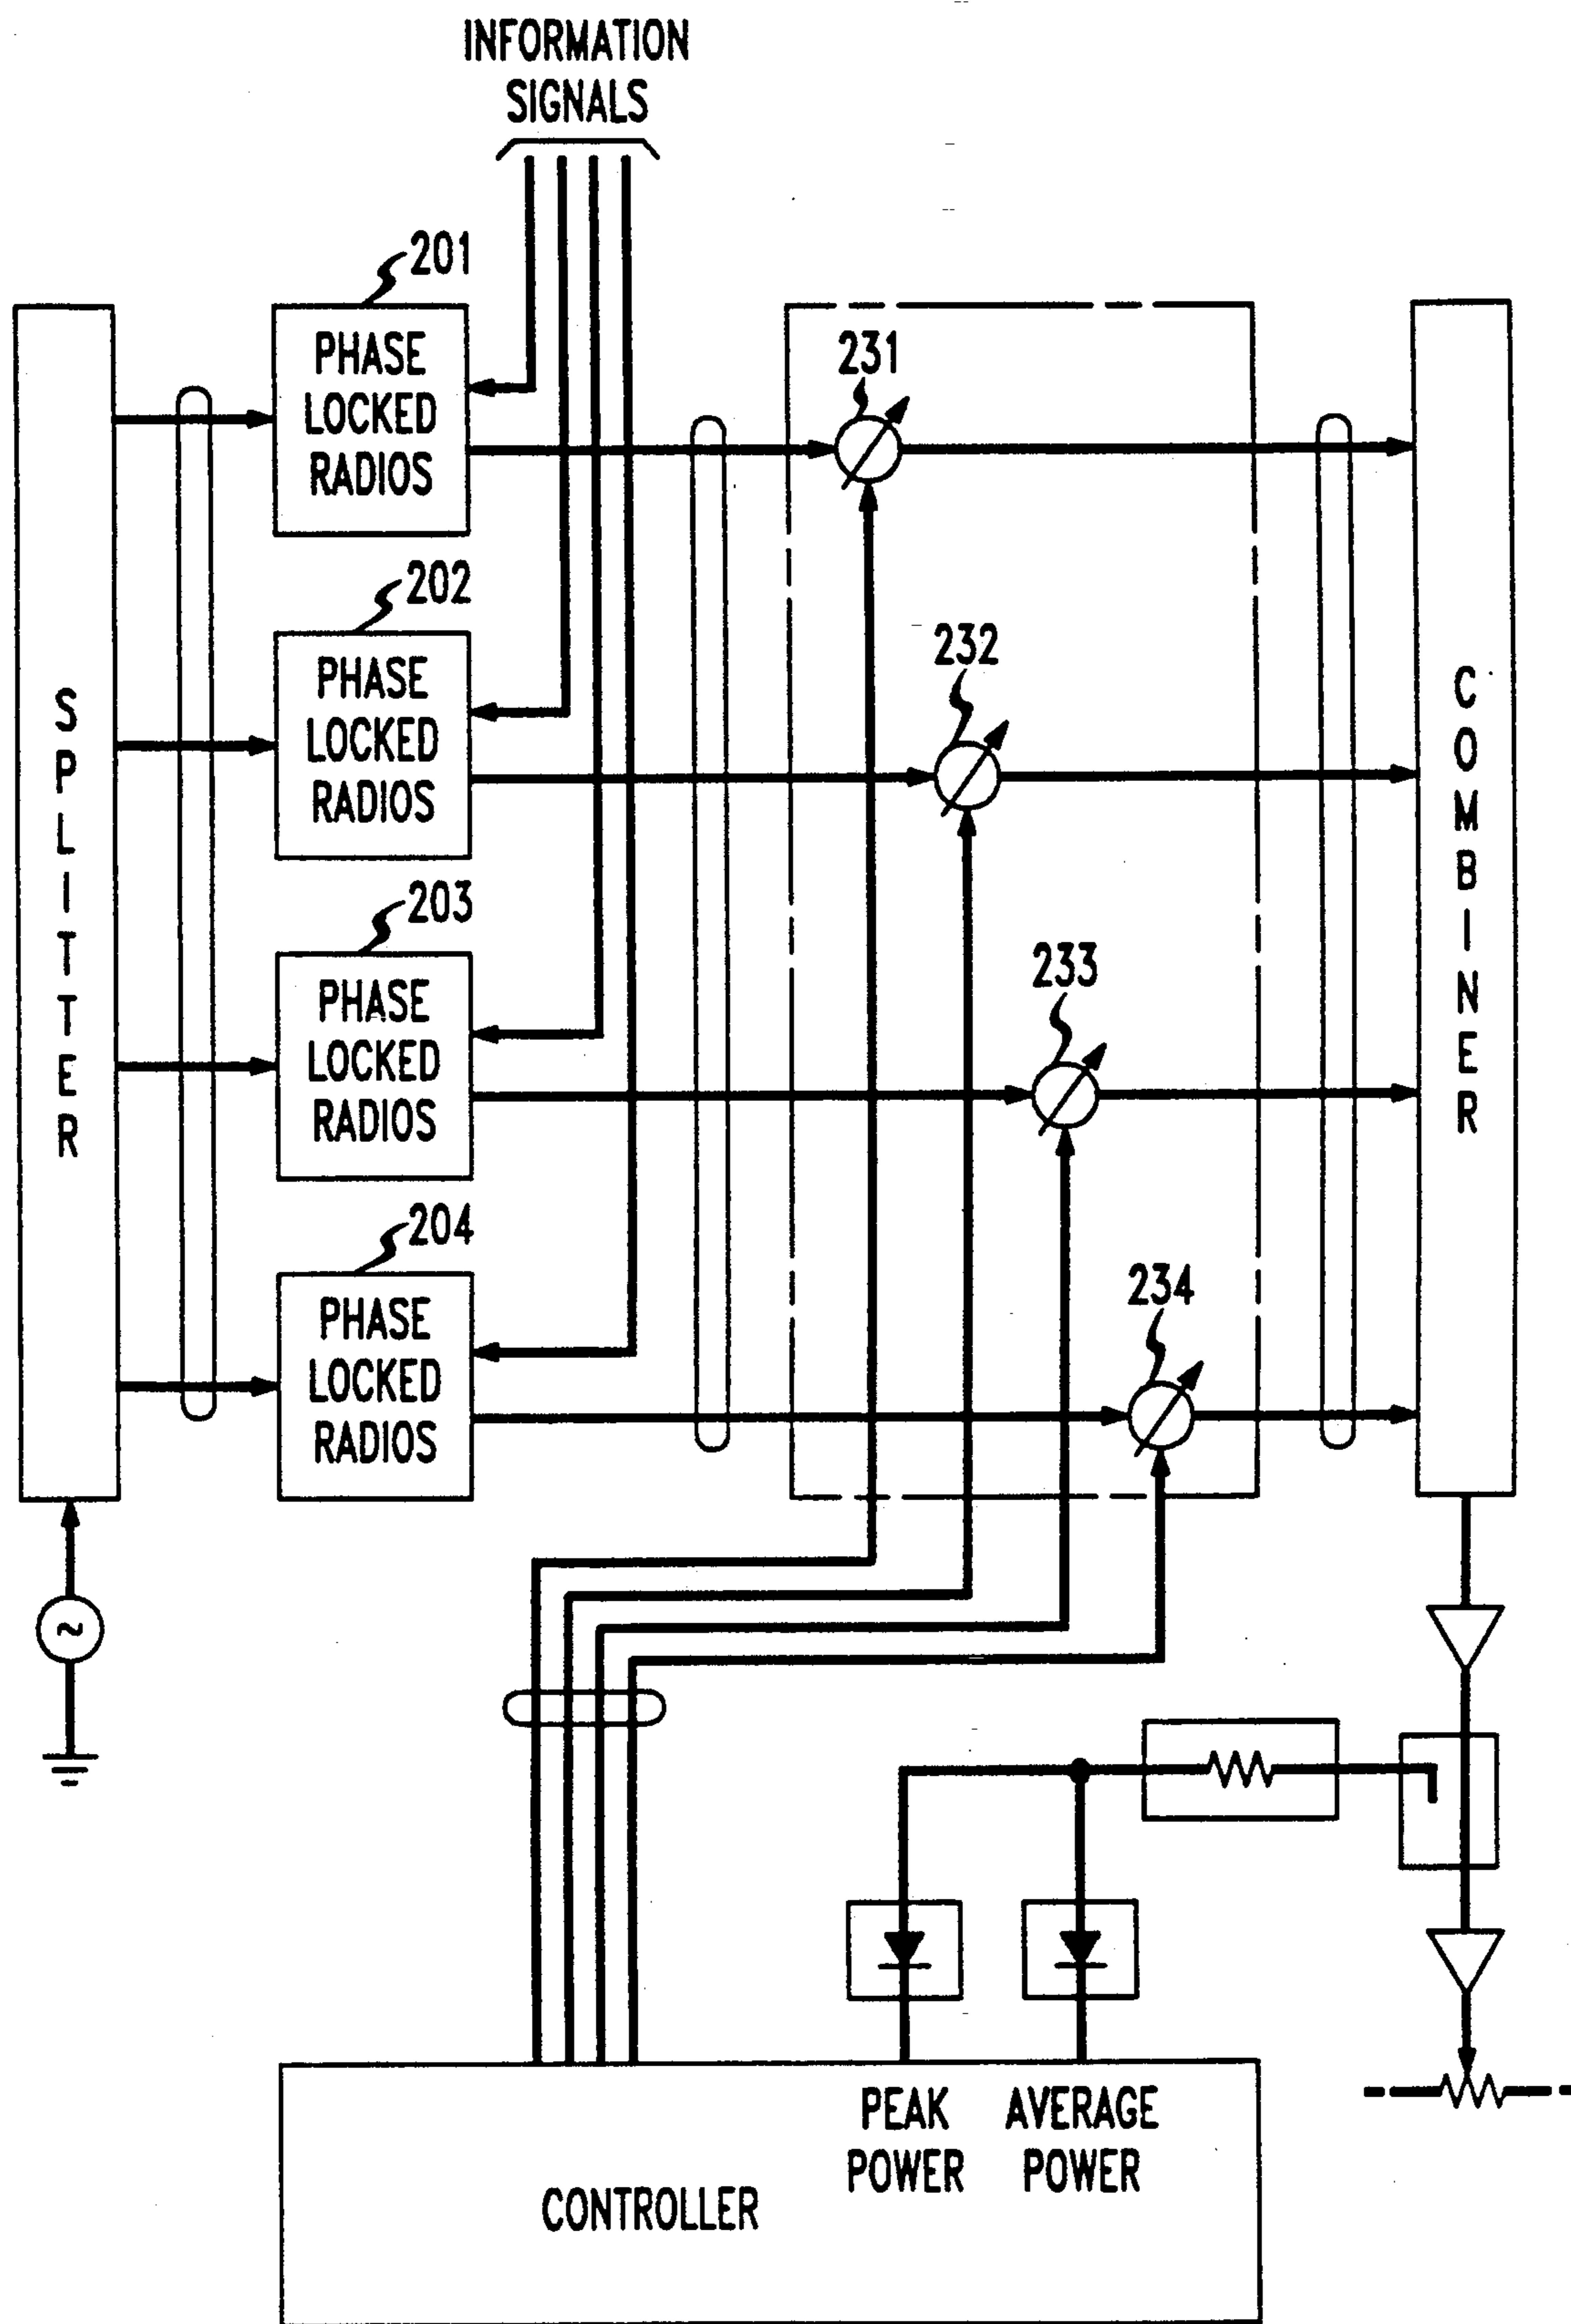 INFORMATION
SIGNALS
201
PHASE
LOCKED
RADIOS
202
PHASE
LOCKED
RADIOS
203
PHASE
LOCKED
RADIOS
204
PHASE
LOCKED
RADIOS
SPLITTER
231
232
233
234
COMBINER
~
PEAK
POWER
AVERAGE
POWER
CONTROLLER